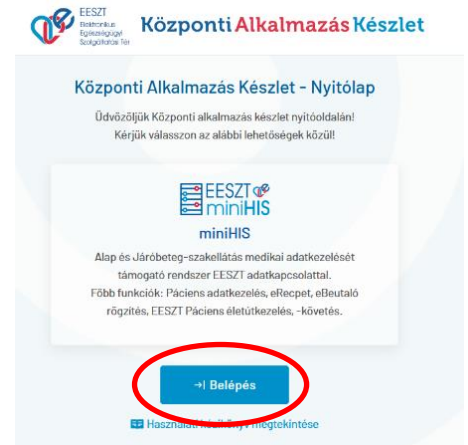 EESZT
Elektronikus
Egészségügyi
Szolgáltatási Tér
Központi Alkalmazás Készlet
Központi Alkalmazás Készlet - Nyitólap
Üdvözöljük Központi alkalmazás készlet nyitóoldalán!
Kérjük válasszon az alábbi lehetőségek közül!
EESZT
miniHIS
miniHIS
Alap és Járóbeteg-szakellátás medikai adatkezelését
támogató rendszer EESZT adatkapcsolattal.
Főbb funkciók: Páciens adatkezelés, eRecpet, eBeutaló
rögzítés, EESZT Páciens életútkezelés, -követés.
Belépés
Használati kézikönyv megtekintése